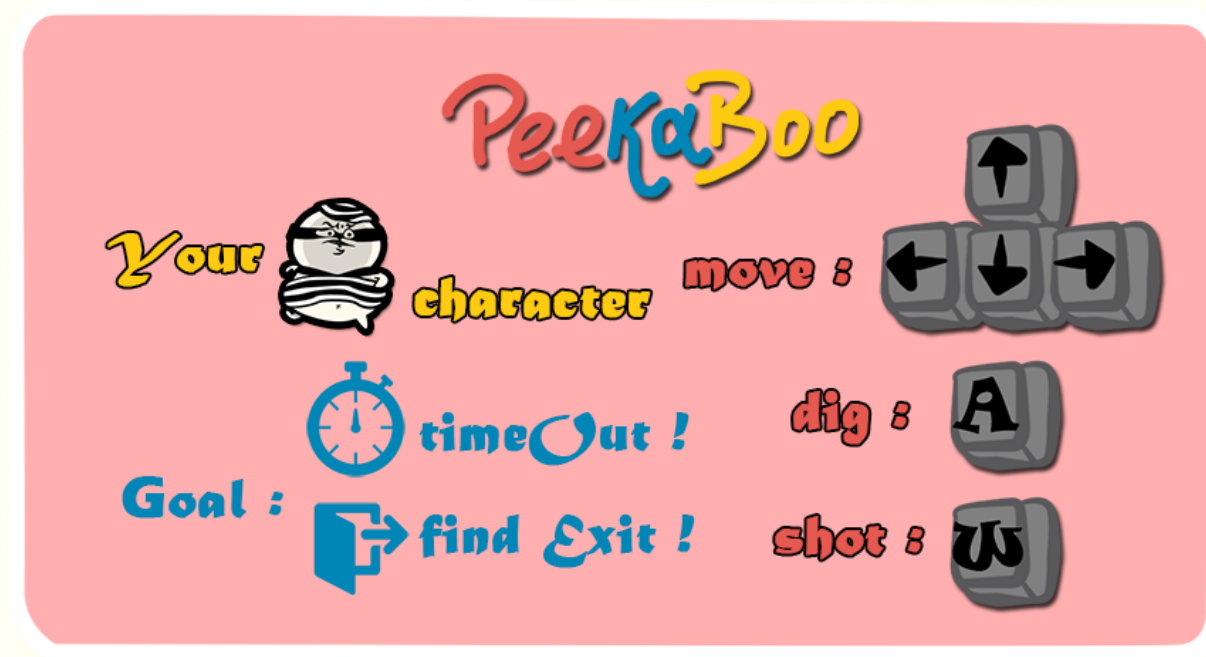 PeekaBoo
Your character
move :
timeOut !
dig :
A
Goal :
find Exit !
shot :
W